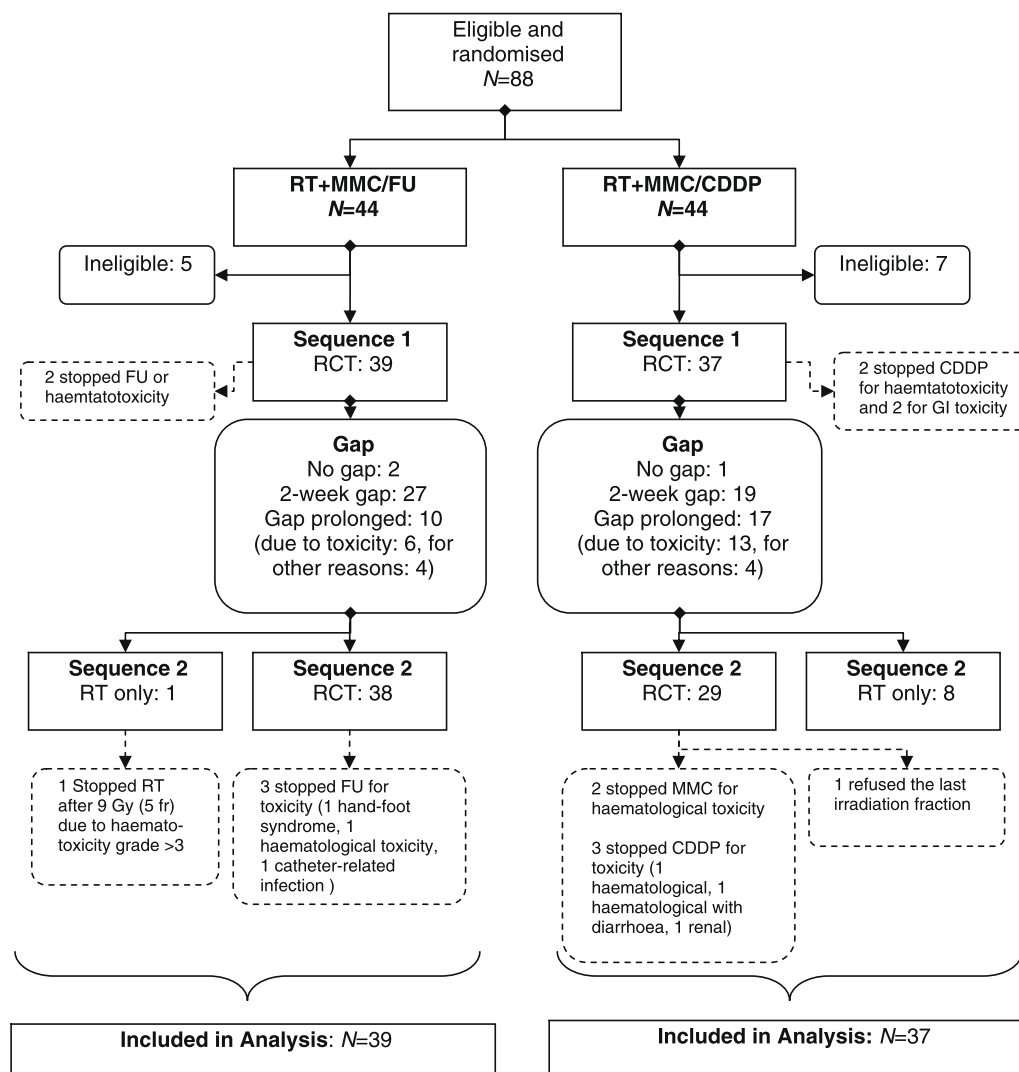 Eligible and
randomised
N=88
RT+MMC/FU
N=44
RT+MMC/CDDP
N=44
Ineligible: 5
Ineligible: 7
Sequence 1
RCT: 39
Sequence 1
RCT: 37
2 stopped FU or
haemtatotoxicity
2 stopped CDDP
for haemtatotoxicity
and 2 for GI toxicity
Gap
No gap: 2
2-week gap: 27
Gap prolonged: 10
(due to toxicity: 6, for
other reasons: 4)
Gap
No gap: 1
2-week gap: 19
Gap prolonged: 17
(due to toxicity: 13, for
other reasons: 4)
Sequence 2
RT only: 1
Sequence 2
RCT: 38
Sequence 2
RCT: 29
Sequence 2
RT only: 8
1 Stopped RT
after 9 Gy (5 fr)
due to haemato-
toxicity grade >3
3 stopped FU for
toxicity (1 hand-foot
syndrome, 1
haematological toxicity,
1 catheter-related
infection )
2 stopped MMC for
haematological toxicity
3 stopped CDDP for
toxicity (1
haematological, 1
haematological with
diarrhoea, 1 renal)
1 refused the last
irradiation fraction
Included in Analysis: N=39
Included in Analysis: N=37